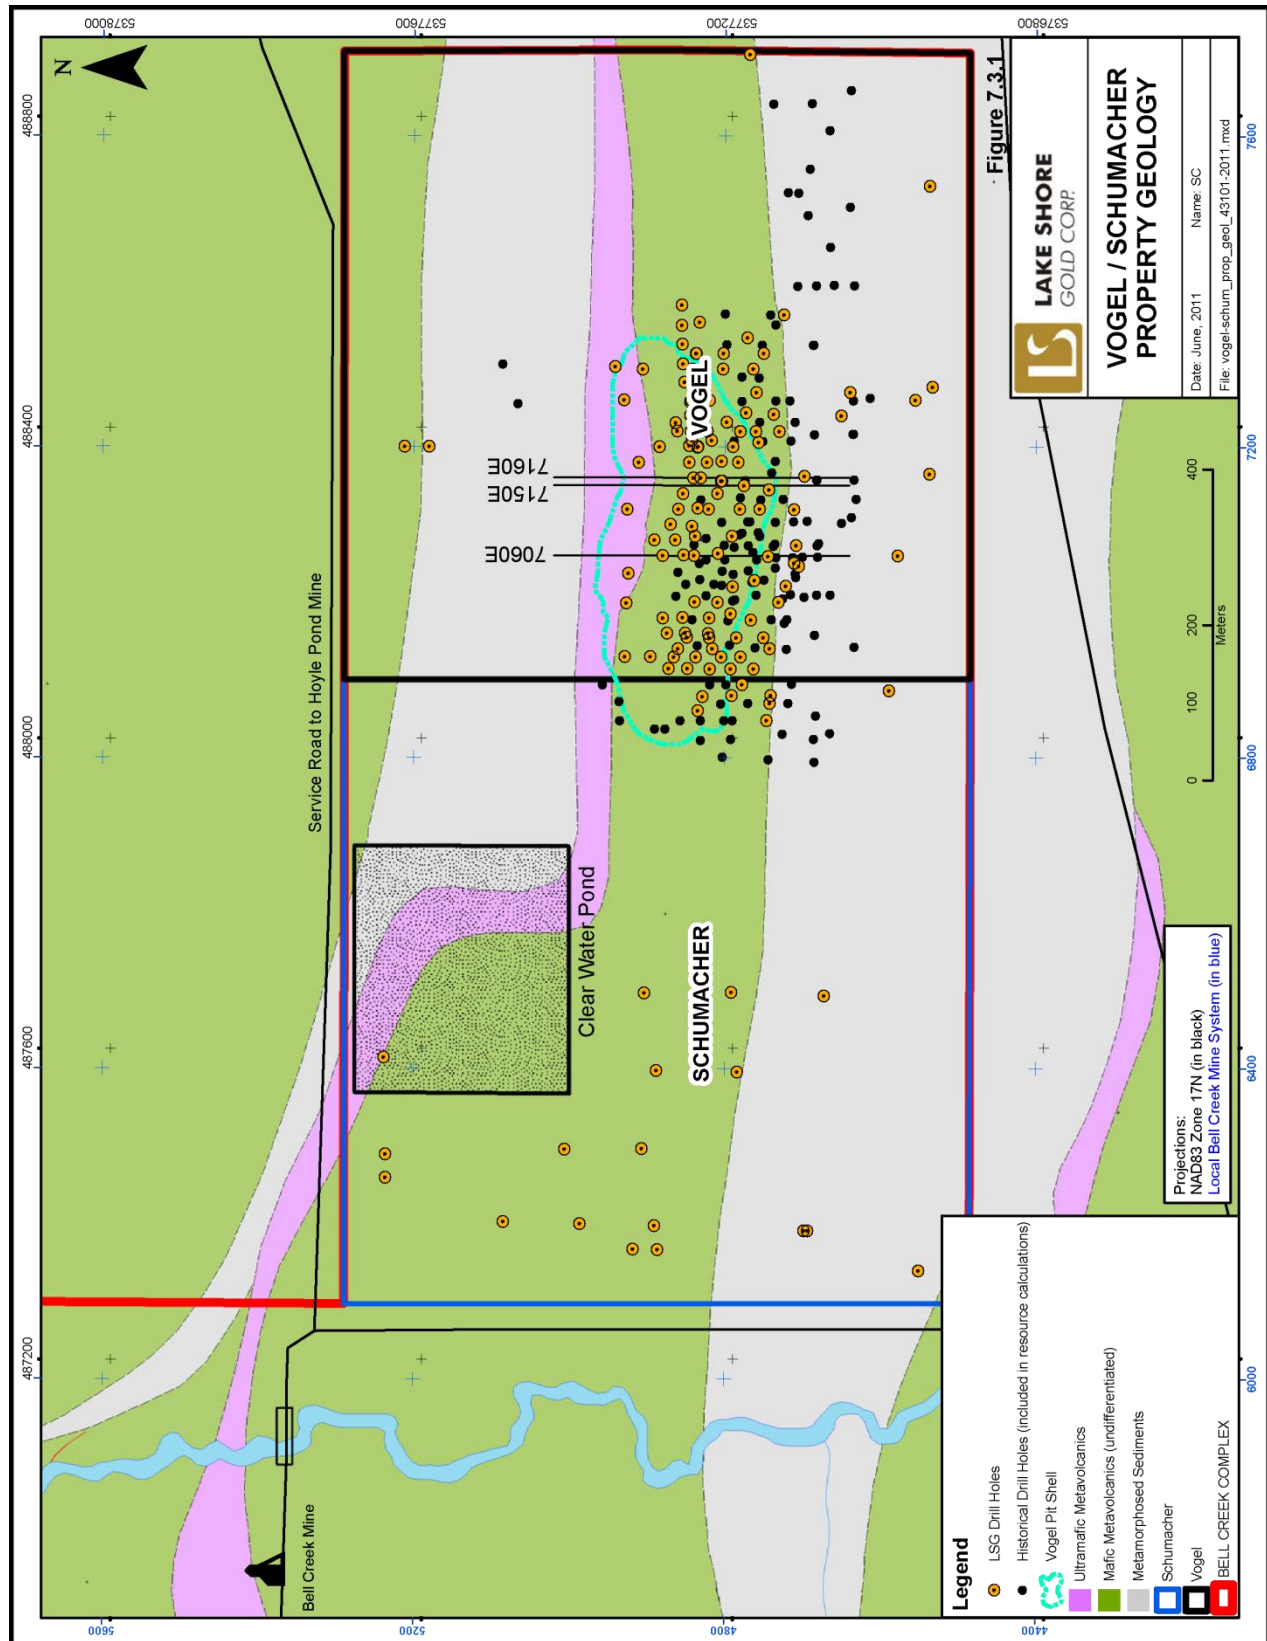 5378000
5377600
5377200
5376800
488800
488400
488000
487600
487200
N
Service Road to Hoyle Pond Mine
7160E
7150E
7060E
VOGEL
SCHUMACHER
Clear Water Pond
Bell Creek Mine
Figure 7.3.1
LS
LAKE SHORE
GOLD CORP.
VOGEL / SCHUMACHER
PROPERTY GEOLOGY
Date: June, 2011
Name: SC
File: vogel-schum_prop_geol_43101-2011.mxd
0
100
200
400
Meters
Projections:
NAD83 Zone 17N (in black)
Local Bell Creek Mine System (in blue)
Legend
LSG Drill Holes
Historical Drill Holes (included in resource calculations)
Vogel Pit Shell
Ultramafic Metavolcanics
Mafic Metavolcanics (undifferentiated)
Metamorphosed Sediments
Schumacher
Vogel
BELL CREEK COMPLEX
7600
7200
6800
6400
6000
5600
5200
4800
4400